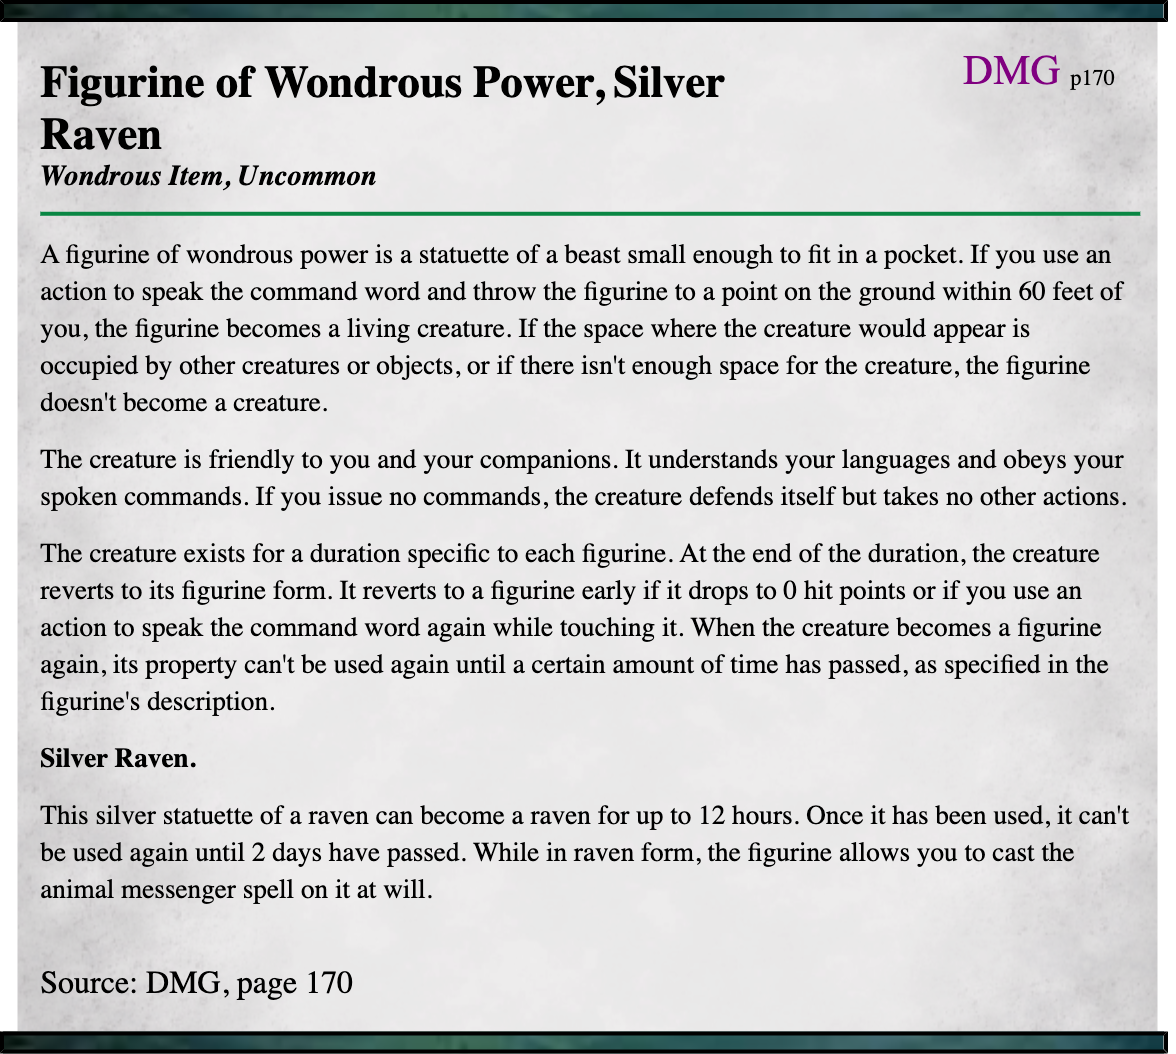 Figurine of Wondrous Power, Silver
Raven
DMG p170
Wondrous Item, Uncommon
A figurine of wondrous power is a statuette of a beast small enough to fit in a pocket. If you use an
action to speak the command word and throw the figurine to a point on the ground within 60 feet of
you, the figurine becomes a living creature. If the space where the creature would appear is
occupied by other creatures or objects, or if there isn't enough space for the creature, the figurine
doesn't become a creature.
The creature is friendly to you and your companions. It understands your languages and obeys your
spoken commands. If you issue no commands, the creature defends itself but takes no other actions.
The creature exists for a duration specific to each figurine. At the end of the duration, the creature
reverts to its figurine form. It reverts to a figurine early if it drops to 0 hit points or if you use an
action to speak the command word again while touching it. When the creature becomes a figurine
again, its property can't be used again until a certain amount of time has passed, as specified in the
figurine's description.
Silver Raven.
This silver statuette of a raven can become a raven for up to 12 hours. Once it has been used, it can't
be used again until 2 days have passed. While in raven form, the figurine allows you to cast the
animal messenger spell on it at will.
Source: DMG, page 170